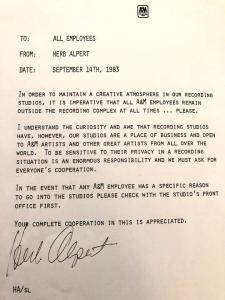 A&M
TO: ALL EMPLOYEES
FROM: HERB ALPERT
DATE: SEPTEMBER 14TH, 1983
IN ORDER TO MAINTAIN A CREATIVE ATMOSPHERE IN OUR RECORDING
STUDIOS, IT IS IMPERATIVE THAT ALL A&M EMPLOYEES REMAIN
OUTSIDE THE RECORDING COMPLEX AT ALL TIMES ... PLEASE.
I UNDERSTAND THE CURIOSITY AND AWE THAT RECORDING STUDIOS
HAVE, HOWEVER, OUR STUDIOS ARE A PLACE OF BUSINESS AND OPEN
TO A&M ARTISTS AND OTHER GREAT ARTISTS FROM ALL OVER THE
WORLD. TO BE SENSITIVE TO THEIR PRIVACY IN A RECORDING
SITUATION IS AN ENORMOUS RESPONSIBILITY AND WE MUST ASK FOR
EVERYONE'S COOPERATION.
IN THE EVENT THAT ANY A&M EMPLOYEE HAS A SPECIFIC REASON
TO GO INTO THE STUDIOS PLEASE CHECK WITH THE STUDIO'S FRONT
OFFICE FIRST.
YOUR COMPLETE COOPERATION IN THIS IS APPRECIATED.
Herb Alpert
HA/SL